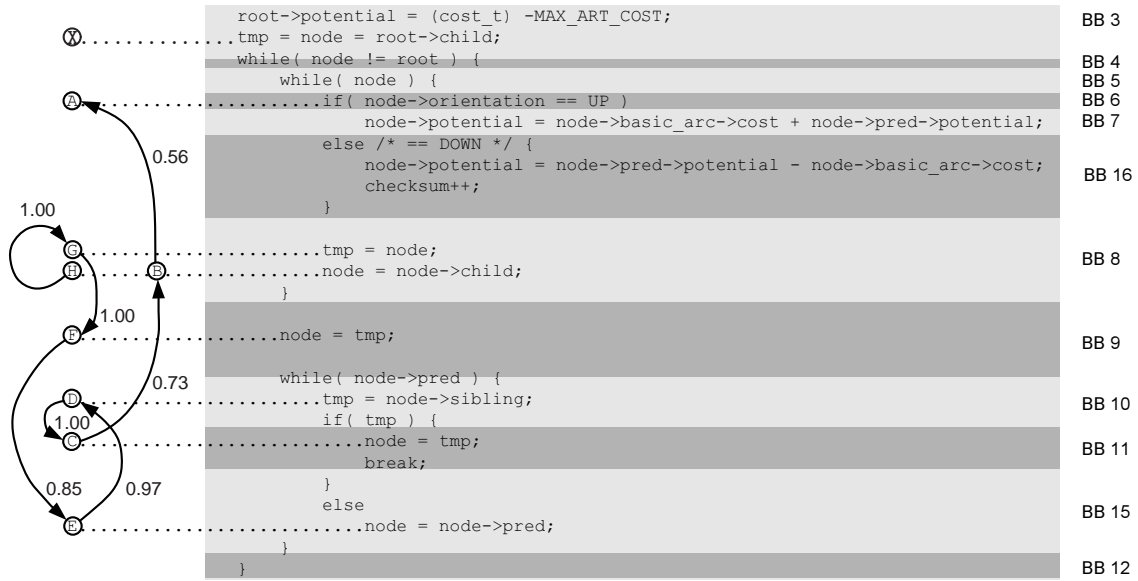 root->potential = (cost_t) -MAX_ART_COST; BB 3
X..............tmp = node = root->child;
while( node != root ) { BB 4
while( node ) { BB 5
A.......................if( node->orientation == UP ) BB 6
node->potential = node->basic_arc->cost + node->pred->potential; BB 7
else /* == DOWN */ {
0.56
node->potential = node->pred->potential - node->basic_arc->cost;
checksum++; BB 16
}
1.00
G.......................tmp = node;
BB 8
H.......B...............node = node->child;
}
1.00
F...................node = tmp; BB 9
while( node->pred ) {
0.73
D.......................tmp = node->sibling; BB 10
1.00 if( tmp ) {
C...........................node = tmp; BB 11
break;
}
0.85 0.97
else BB 15
E...........................node = node->pred;
}
} BB 12